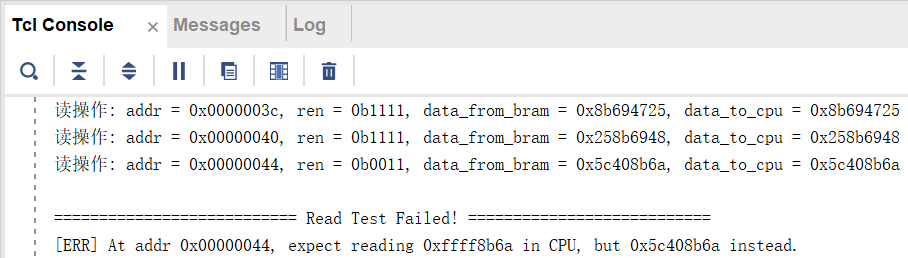 Tcl Console × Messages Log
读操作: addr = 0x0000003c, ren = 0b1111, data_from_bram = 0x8b694725, data_to_cpu = 0x8b694725
读操作: addr = 0x00000040, ren = 0b1111, data_from_bram = 0x258b6948, data_to_cpu = 0x258b6948
读操作: addr = 0x00000044, ren = 0b0011, data_from_bram = 0x5c408b6a, data_to_cpu = 0x5c408b6a
=========================== Read Test Failed! ===========================
[ERR] At addr 0x00000044, expect reading 0xffff8b6a in CPU, but 0x5c408b6a instead.